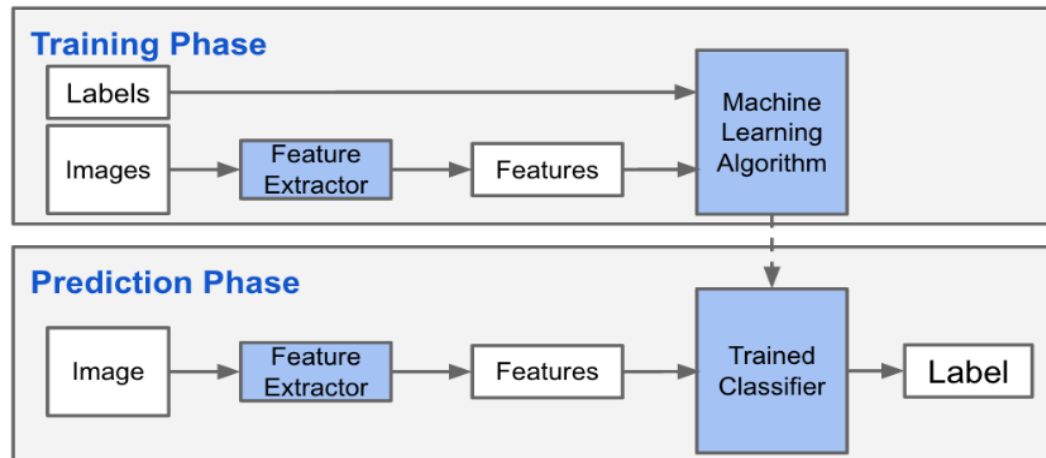 Training Phase
Labels
Images
Feature
Extractor
Features
Machine
Learning
Algorithm
Prediction Phase
Image
Feature
Extractor
Features
Trained
Classifier
Label